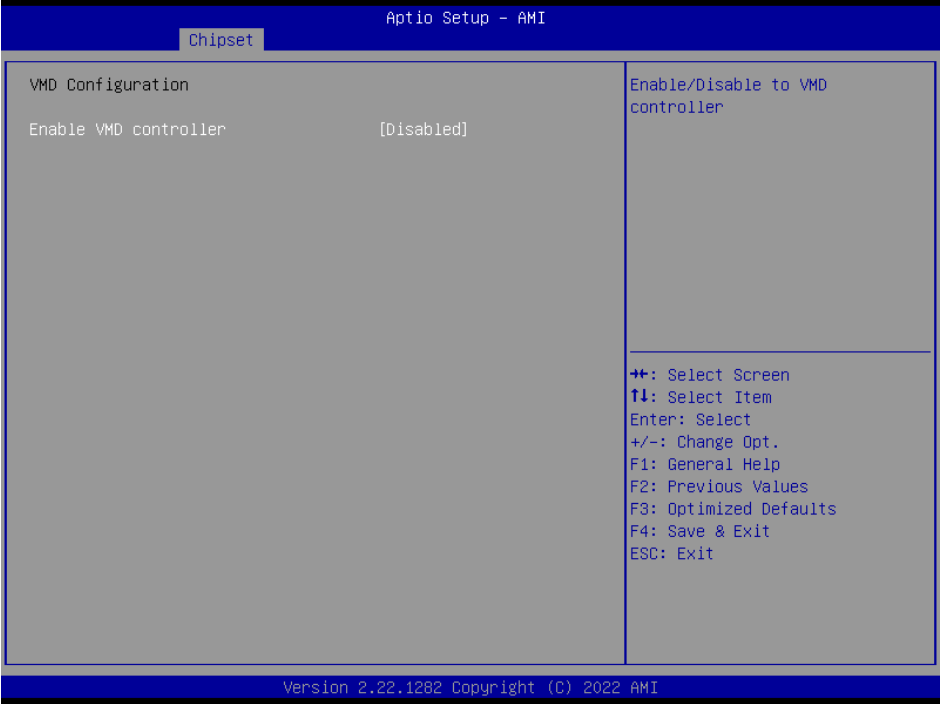 Aptio Setup – AMI
Chipset
VMD Configuration
Enable VMD controller [Disabled]
Enable/Disable to VMD
controller
→←: Select Screen
↑↓: Select Item
Enter: Select
+/-: Change Opt.
F1: General Help
F2: Previous Values
F3: Optimized Defaults
F4: Save & Exit
ESC: Exit
Version 2.22.1282 Copyright (C) 2022 AMI